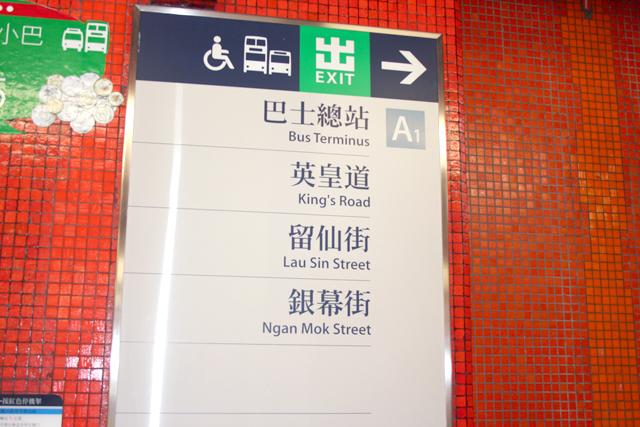 小巴
出
EXIT
巴士總站
Bus Terminus
A1
英皇道
King's Road
留仙街
Lau Sin Street
銀幕街
Ngan Mok Street